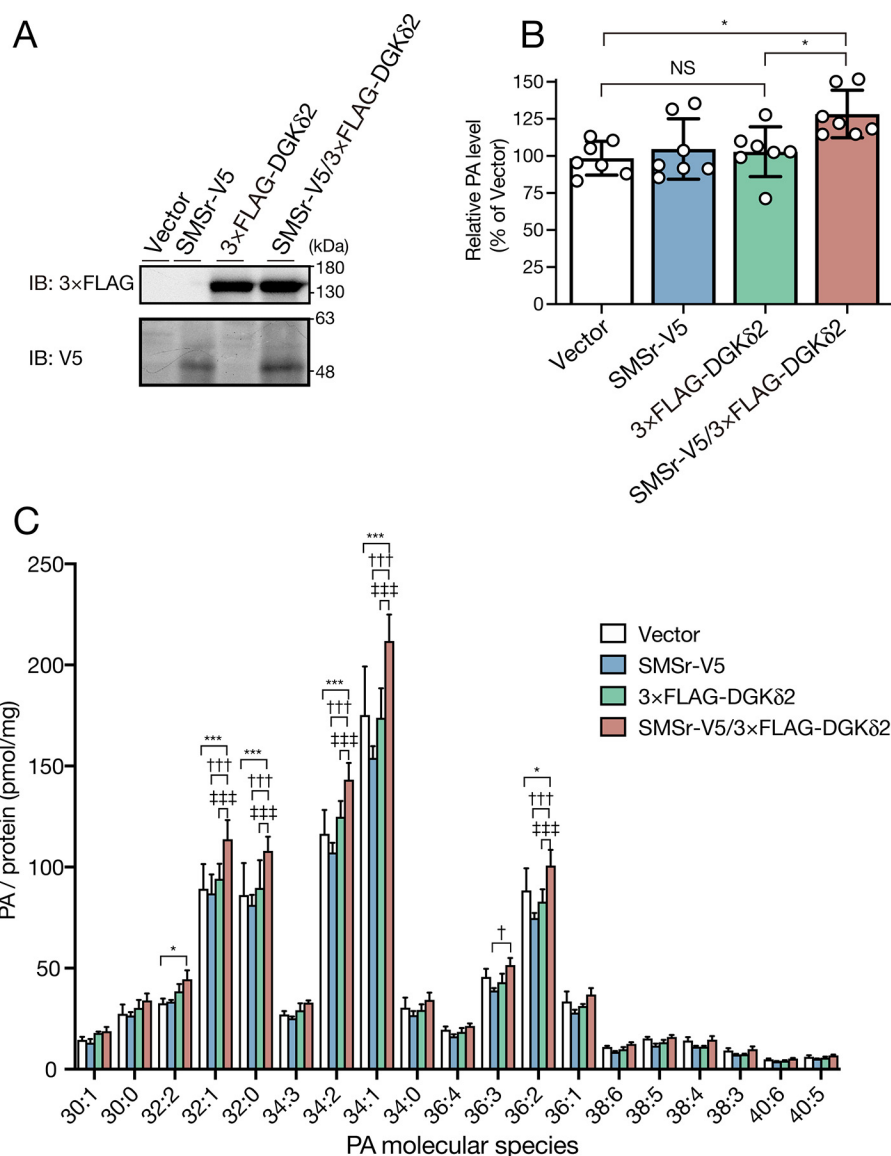 A
Vector
SMSr-V5
3×FLAG-DGKδ2
SMSr-V5/3×FLAG-DGKδ2
(kDa)
IB: 3×FLAG
180
130
IB: V5
63
48
B
*
*
NS
Relative PA level
(% of Vector)
150
125
100
75
50
25
0
Vector
SMSr-V5
3×FLAG-DGKδ2
SMSr-V5/3×FLAG-DGKδ2
C
PA / protein (pmol/mg)
250
200
150
100
50
0
*
***
†††
‡‡‡
***
†††
‡‡‡
***
†††
‡‡‡
***
†††
‡‡‡
†
*
†††
‡‡‡
Vector
SMSr-V5
3×FLAG-DGKδ2
SMSr-V5/3×FLAG-DGKδ2
30:1
30:0
32:2
32:1
32:0
34:3
34:2
34:1
34:0
36:4
36:3
36:2
36:1
38:6
38:5
38:4
38:3
40:6
40:5
PA molecular species